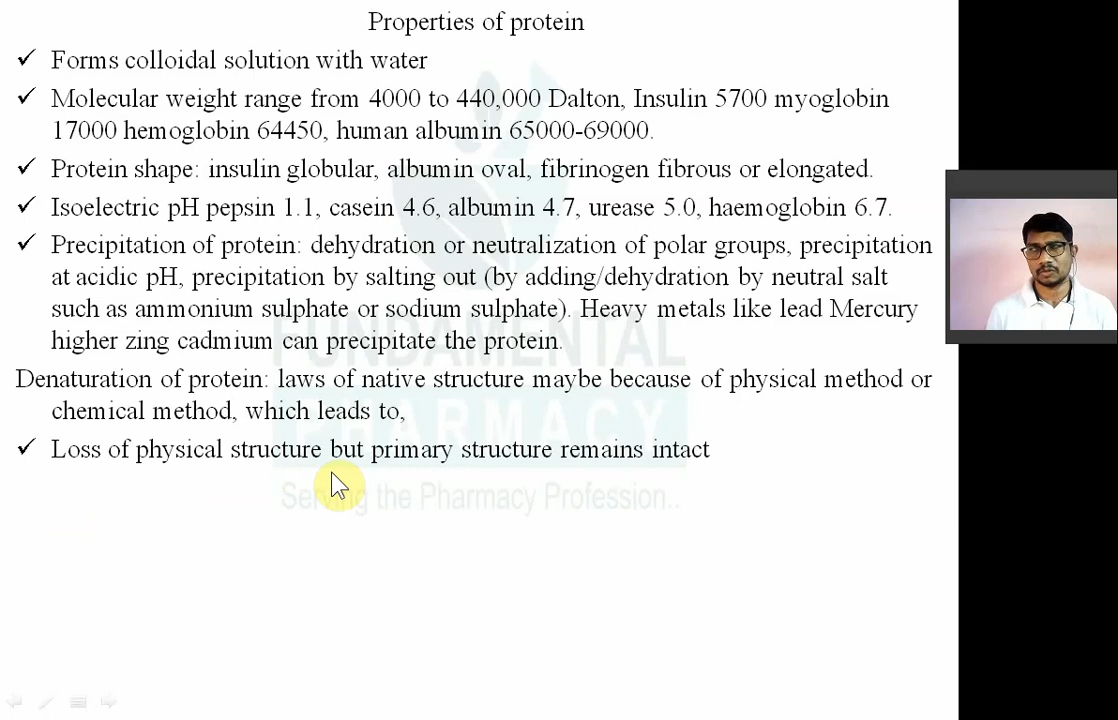 Properties of protein
✓ Forms colloidal solution with water
✓ Molecular weight range from 4000 to 440,000 Dalton, Insulin 5700 myoglobin
17000 hemoglobin 64450, human albumin 65000-69000.
✓ Protein shape: insulin globular, albumin oval, fibrinogen fibrous or elongated.
✓ Isoelectric pH pepsin 1.1, casein 4.6, albumin 4.7, urease 5.0, haemoglobin 6.7.
✓ Precipitation of protein: dehydration or neutralization of polar groups, precipitation
at acidic pH, precipitation by salting out (by adding/dehydration by neutral salt
such as ammonium sulphate or sodium sulphate). Heavy metals like lead Mercury
higher zing cadmium can precipitate the protein.
FUNDAMENTAL
Denaturation of protein: laws of native structure maybe because of physical method or
chemical method, which leads to,
PHARMACY
✓ Loss of physical structure but primary structure remains intact
Serving the Pharmacy Profession..